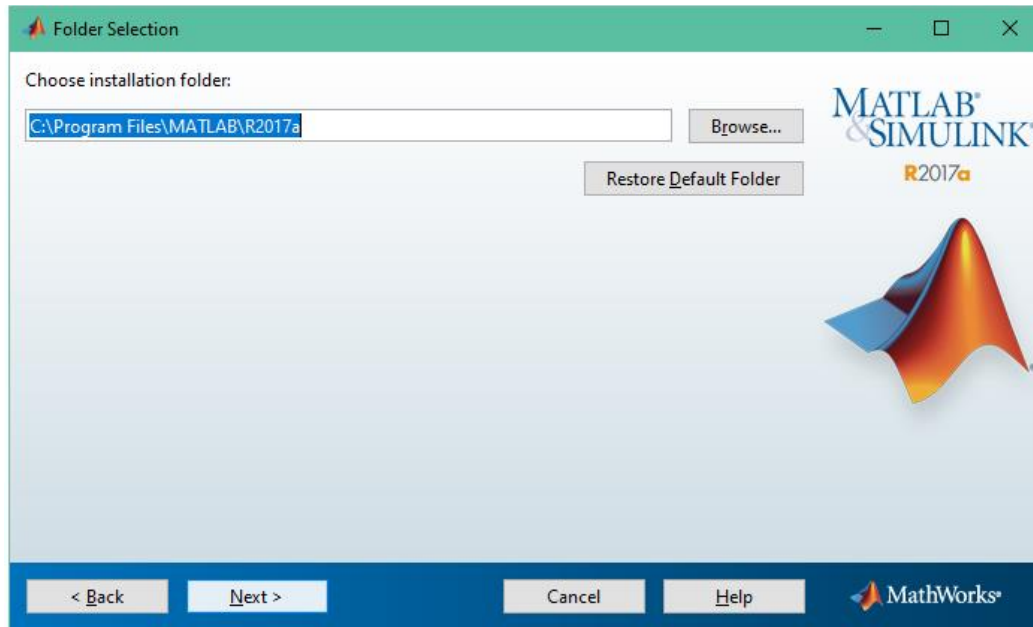 Folder Selection
Choose installation folder:
C:\Program Files\MATLAB\R2017a
Browse...
Restore Default Folder
MATLAB®
&SIMULINK®
R2017a
®
< Back
Next >
Cancel
Help
MathWorks®